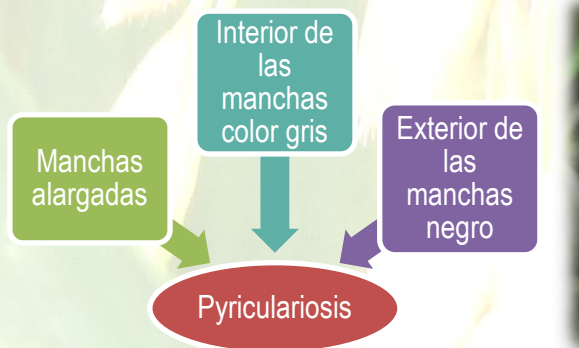 Interior de
las
manchas
color gris
Manchas
alargadas
Exterior de
las
manchas
negro
Pyriculariosis